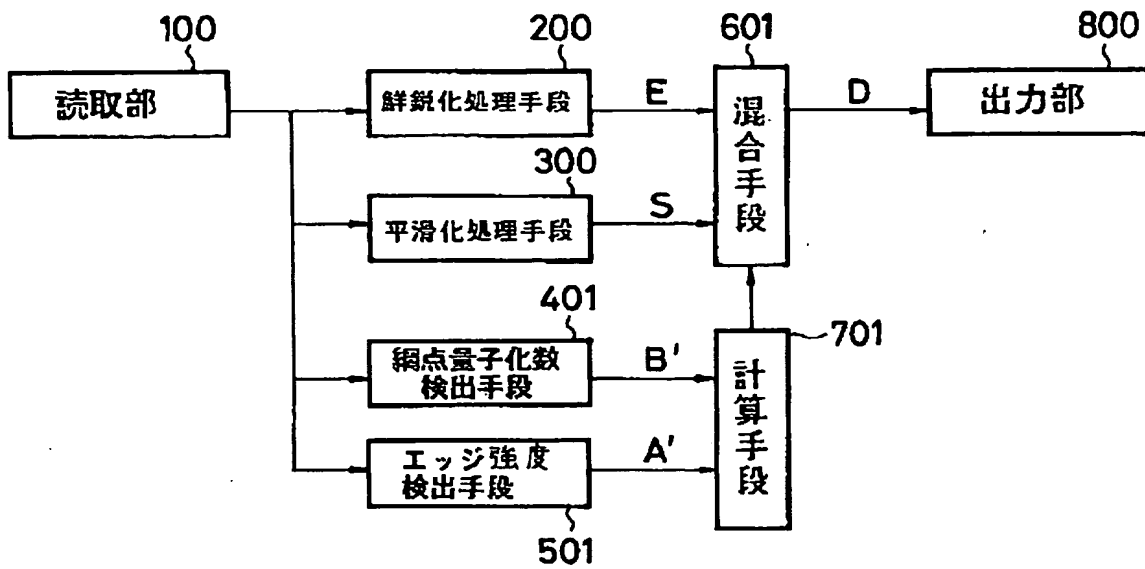 100
200
601
800
読取部
鮮鋭化処理手段
E
混合手段
D
出力部
300
平滑化処理手段
S
401
701
網点量子化数
検出手段
B'
計算手段
エッジ強度
検出手段
A'
501